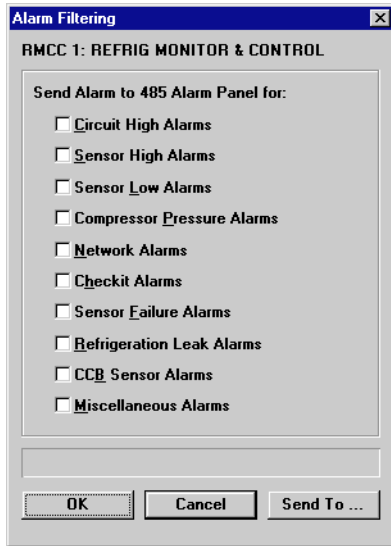 Alarm Filtering
RMCC 1: REFRIG MONITOR & CONTROL
Send Alarm to 485 Alarm Panel for:
Circuit High Alarms
Sensor High Alarms
Sensor Low Alarms
Compressor Pressure Alarms
Network Alarms
Checkit Alarms
Sensor Failure Alarms
Refrigeration Leak Alarms
CCB Sensor Alarms
Miscellaneous Alarms
OK Cancel Send To ...